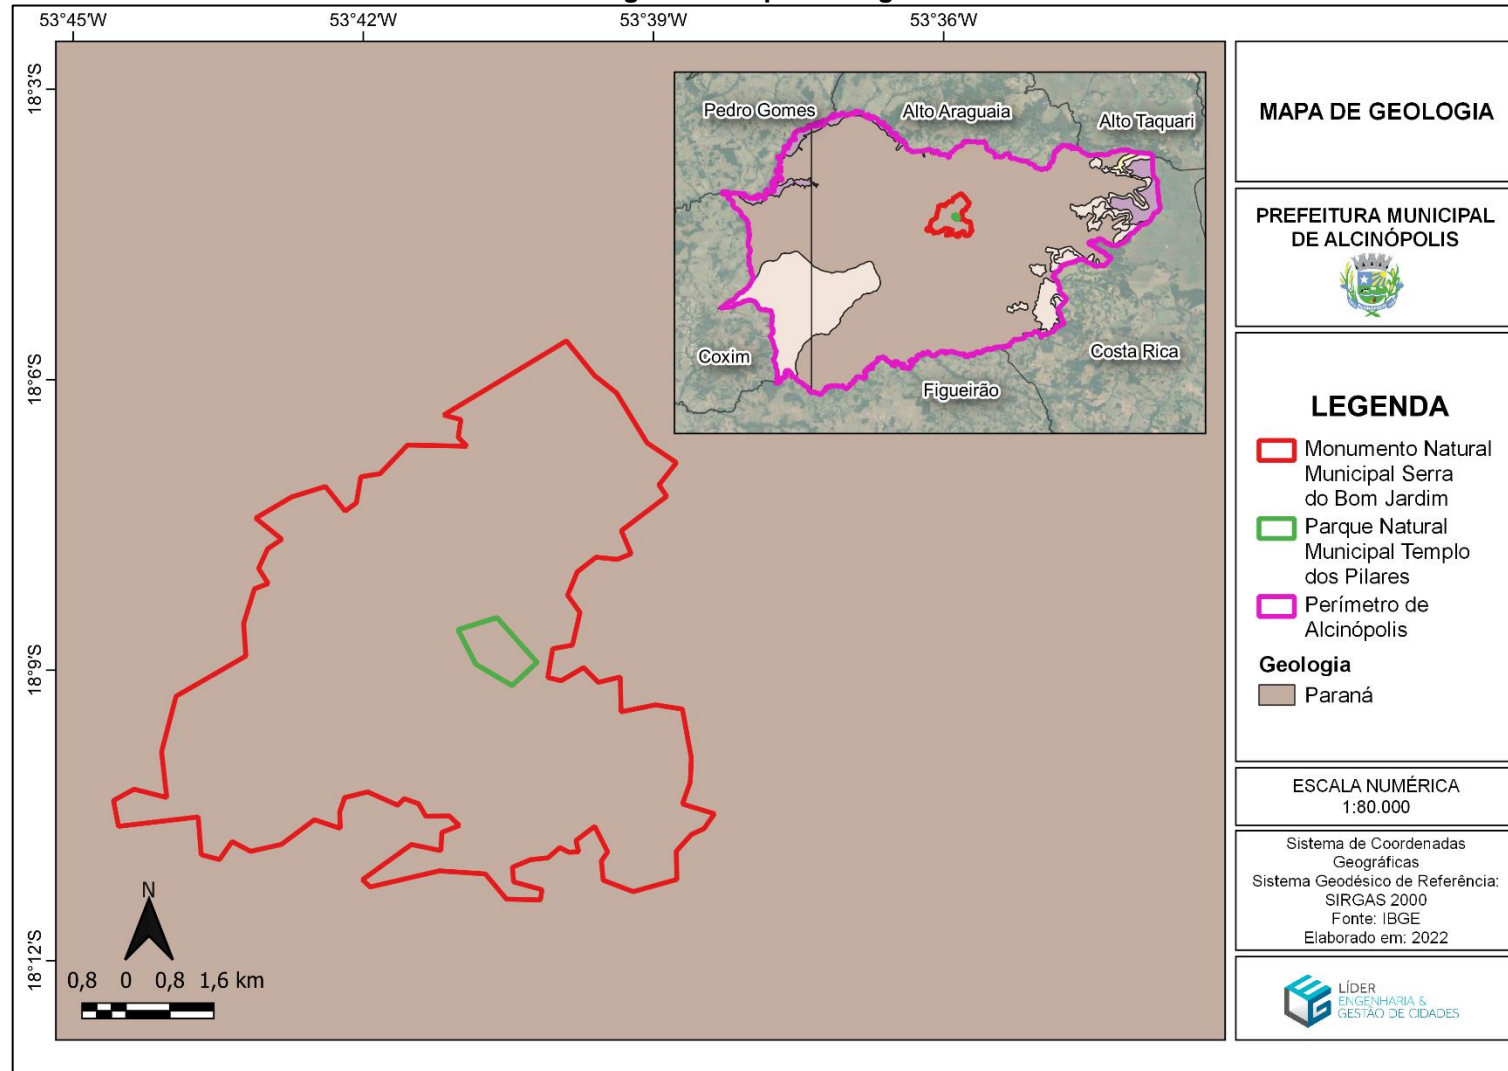 53°45'W
53°42'W
53°39'W
53°36'W
18°3'S
18°6'S
18°9'S
18°12'S
Pedro Gomes
Alto Araguaia
Alto Taquari
Coxim
Figueirão
Costa Rica
N
0,8 0 0,8 1,6 km
MAPA DE GEOLOGIA
PREFEITURA MUNICIPAL
DE ALCINÓPOLIS
LEGENDA
Monumento Natural
Municipal Serra
do Bom Jardim
Parque Natural
Municipal Templo
dos Pilares
Perímetro de
Alcinópolis
Geologia
Paraná
ESCALA NUMÉRICA
1:80.000
Sistema de Coordenadas
Geográficas
Sistema Geodésico de Referência:
SIRGAS 2000
Fonte: IBGE
Elaborado em: 2022
LÍDER
ENGENHARIA &
GESTÃO DE CIDADES